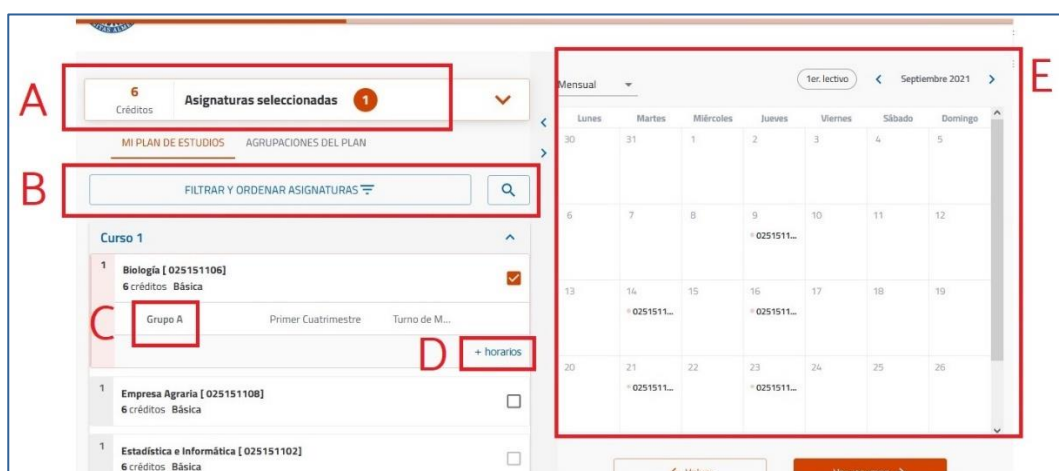 A
6
Créditos
Asignaturas seleccionadas 1
MI PLAN DE ESTUDIOS AGRUPACIONES DEL PLAN
B
FILTRAR Y ORDENAR ASIGNATURAS
Curso 1
1
Biología [ 025151106]
6 créditos Básica
C
Grupo A Primer Cuatrimestre Turno de M...
D
+ horarios
1
Empresa Agraria [ 025151108]
6 créditos Básica
1
Estadística e Informática [ 025151102]
6 créditos Básica
E
Mensual 1er. lectivo Septiembre 2021
Lunes Martes Miércoles Jueves Viernes Sábado Domingo
30 31 1 2 3 4 5
6 7 8 9 10 11 12
0251511...
13 14 15 16 17 18 19
0251511... 0251511...
20 21 22 23 24 25 26
0251511... 0251511...